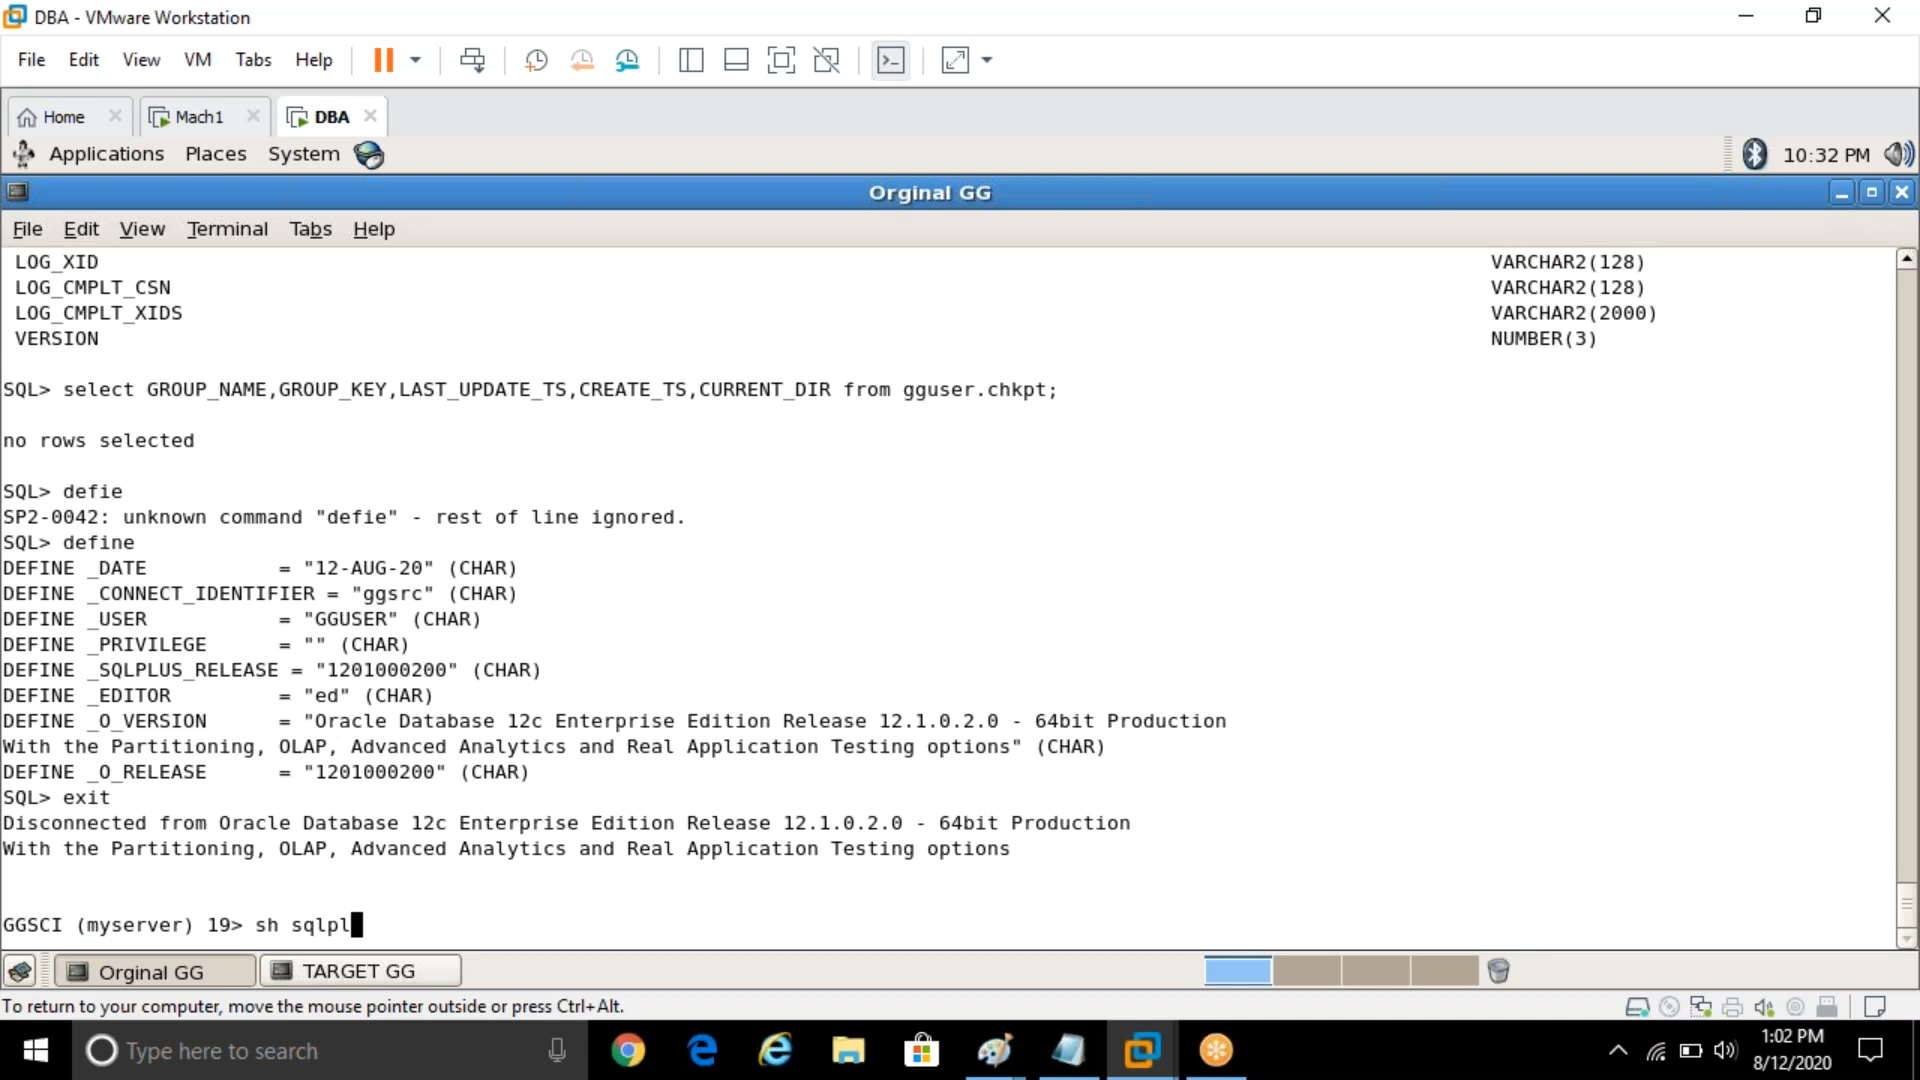 DBA - VMware Workstation
File Edit View VM Tabs Help
Home Mach1 DBA
Applications Places System 10:32 PM
Orginal GG
File Edit View Terminal Tabs Help
LOG_XID VARCHAR2(128)
LOG_CMPLT_CSN VARCHAR2(128)
LOG_CMPLT_XIDS VARCHAR2(2000)
VERSION NUMBER(3)
SQL> select GROUP_NAME,GROUP_KEY,LAST_UPDATE_TS,CREATE_TS,CURRENT_DIR from gguser.chkpt;
no rows selected
SQL> defie
SP2-0042: unknown command "defie" - rest of line ignored.
SQL> define
DEFINE _DATE = "12-AUG-20" (CHAR)
DEFINE _CONNECT_IDENTIFIER = "ggsrc" (CHAR)
DEFINE _USER = "GGUSER" (CHAR)
DEFINE _PRIVILEGE = "" (CHAR)
DEFINE _SQLPLUS_RELEASE = "1201000200" (CHAR)
DEFINE _EDITOR = "ed" (CHAR)
DEFINE _O_VERSION = "Oracle Database 12c Enterprise Edition Release 12.1.0.2.0 - 64bit Production
With the Partitioning, OLAP, Advanced Analytics and Real Application Testing options" (CHAR)
DEFINE _O_RELEASE = "1201000200" (CHAR)
SQL> exit
Disconnected from Oracle Database 12c Enterprise Edition Release 12.1.0.2.0 - 64bit Production
With the Partitioning, OLAP, Advanced Analytics and Real Application Testing options
GGSCI (myserver) 19> sh sqlpl
Orginal GG TARGET GG
To return to your computer, move the mouse pointer outside or press Ctrl+Alt.
Type here to search
1:02 PM
8/12/2020